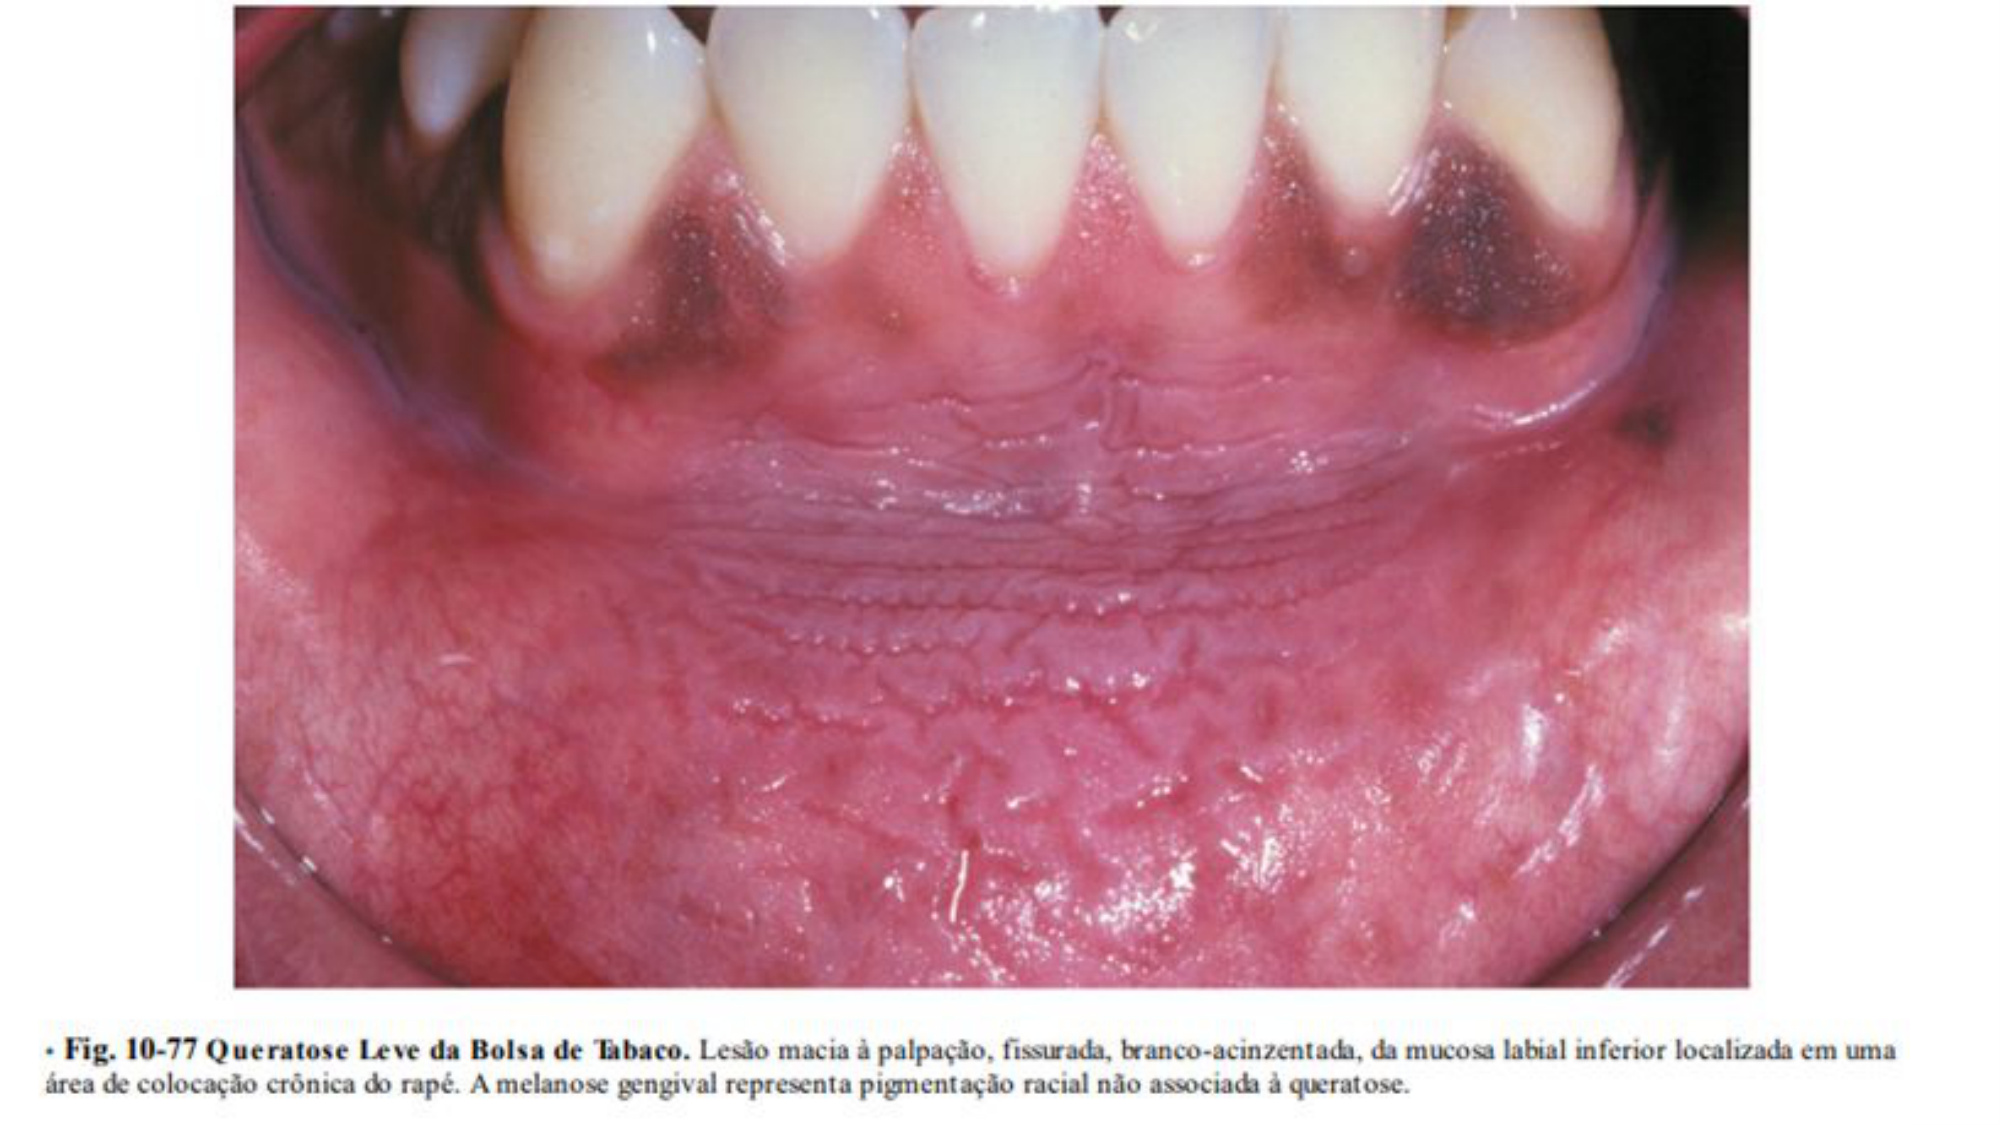 • Fig. 10-77 Queratose Leve da Bolsa de Tabaco. Lesão macia à palpação, fissurada, branco-acinzentada, da mucosa labial inferior localizada em uma
área de colocação crônica do rapé. A melanose gengival representa pigmentação racial não associada à queratose.